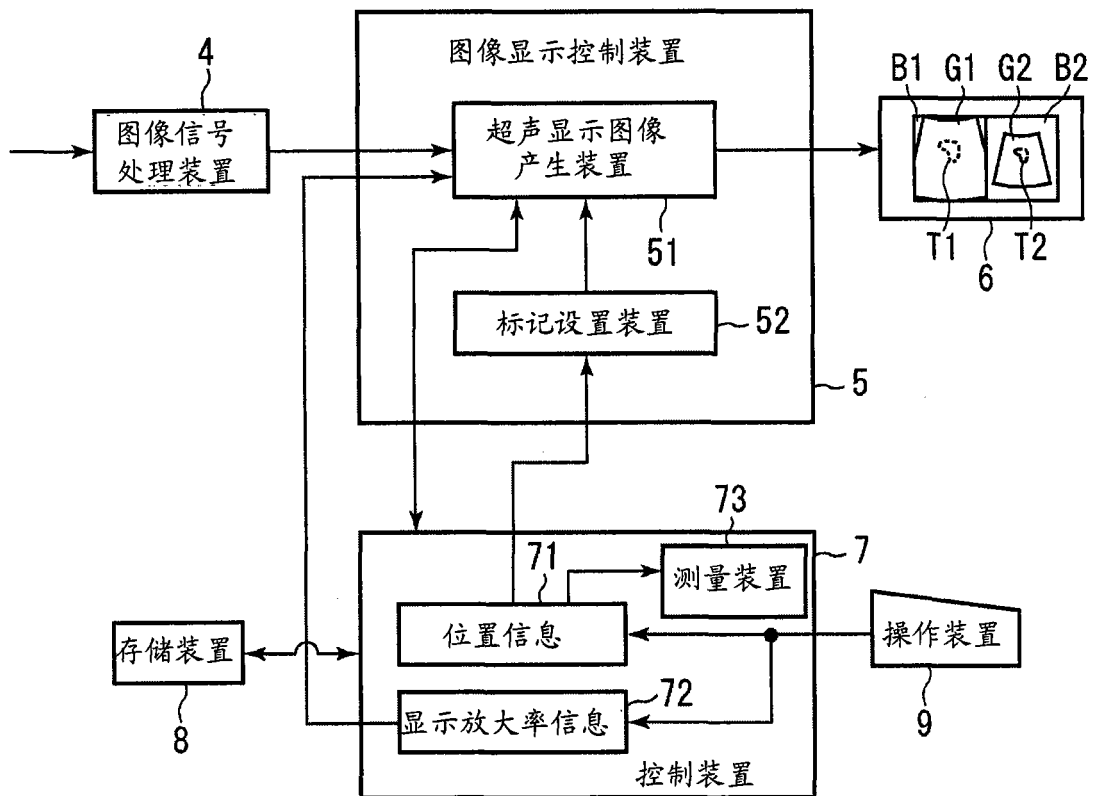 4
图像信号
处理装置
图像显示控制装置
超声显示图像
产生装置
51
标记设置装置
52
5
B1 G1 G2 B2
T1 T2
6
73
7
71
测量装置
位置信息
操作装置
9
存储装置
8
72
显示放大率信息
控制装置